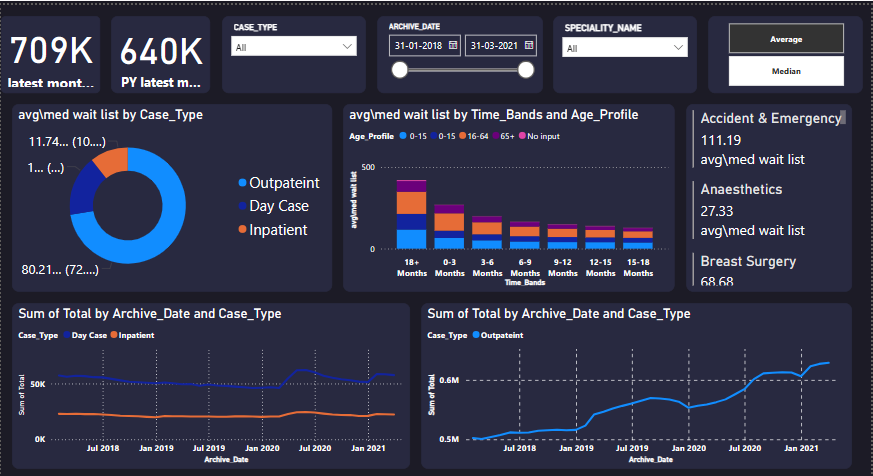 709K
latest mont...
640K
PY latest m...
CASE_TYPE
All
ARCHIVE_DATE
31-01-2018
31-03-2021
SPECIALITY_NAME
All
Average
Median
avg\med wait list by Case_Type
11.74... (10....)
1... (...)
80.21... (72....)
Outpateint
Day Case
Inpatient
avg\med wait list by Time_Bands and Age_Profile
Age_Profile
0-15
0-15
16-64
65+
No input
avg\med wait list
500
0
18+ Months
0-3 Months
3-6 Months
6-9 Months
9-12 Months
12-15 Months
15-18 Months
Time_Bands
Accident & Emergency
111.19
avg\med wait list
Anaesthetics
27.33
avg\med wait list
Breast Surgery
68.68
Sum of Total by Archive_Date and Case_Type
Case_Type
Day Case
Inpatient
Sum of Total
50K
0K
Jul 2018
Jan 2019
Jul 2019
Jan 2020
Jul 2020
Jan 2021
Archive_Date
Sum of Total by Archive_Date and Case_Type
Case_Type
Outpateint
Sum of Total
0.6M
0.5M
Jul 2018
Jan 2019
Jul 2019
Jan 2020
Jul 2020
Jan 2021
Archive_Date